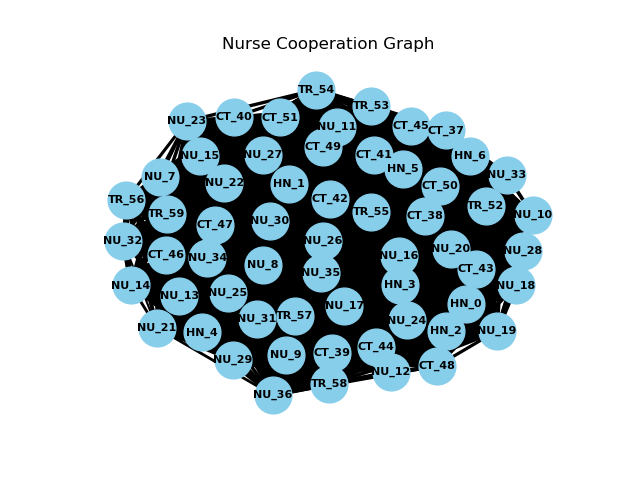 Nurse Cooperation Graph
TR_54
TR_53
NU_23
CT_40
CT_51
NU_11
CT_45
CT_37
CT_49
NU_15
NU_27
CT_41
HN_6
HN_5
NU_7
NU_22
HN_1
CT_50
NU_33
TR_56
CT_42
TR_52
TR_59
TR_55
CT_38
NU_10
CT_47
NU_30
NU_32
NU_26
NU_20
NU_28
CT_46
NU_34
NU_8
NU_16
CT_43
NU_35
NU_14
HN_3
NU_18
NU_13
NU_25
NU_17
HN_0
NU_31
TR_57
NU_24
NU_21
HN_4
HN_2
NU_19
NU_9
CT_39
CT_44
NU_29
CT_48
NU_12
TR_58
NU_36